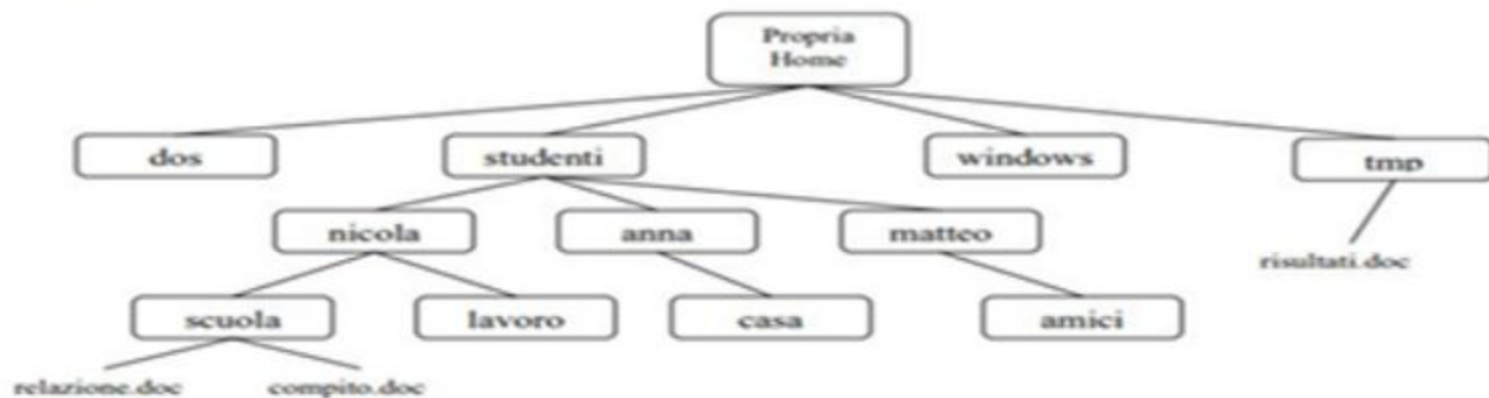 Propria
Home
dos
studenti
windows
tmp
nicola
anna
matteo
risultati.doc
scuola
lavoro
casa
amici
relazione.doc
compito.doc